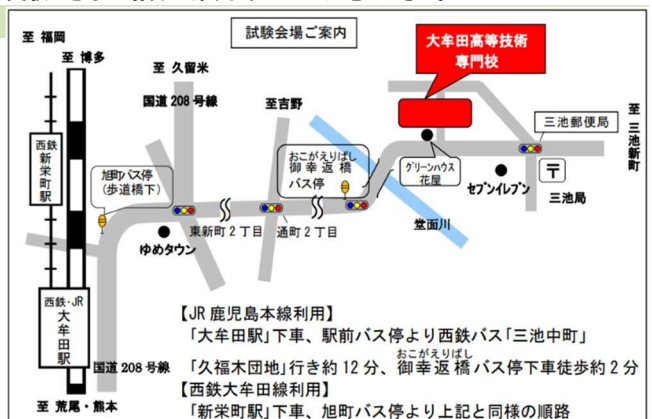 試験会場ご案内
至 福岡
至 博多
至 久留米
国道208号線
至吉野
大牟田高等技術
専門校
至 三池新町
三池郵便局
西鉄
新栄町駅
旭町バス停
(歩道橋下)
おこがえりばし
御幸返橋
バス停
グリーンハウス
花屋
セブンイレブン
〒
三池局
東新町2丁目
通町2丁目
堂面川
ゆめタウン
西鉄・JR
大牟田駅
国道208号線
至 荒尾・熊本
【JR鹿児島本線利用】
「大牟田駅」下車、駅前バス停より西鉄バス「三池中町」
「久福木団地」行き約12分、御幸返橋バス停下車徒歩約2分
おこがえりばし
【西鉄大牟田線利用】
「新栄町駅」下車、旭町バス停より上記と同様の順路